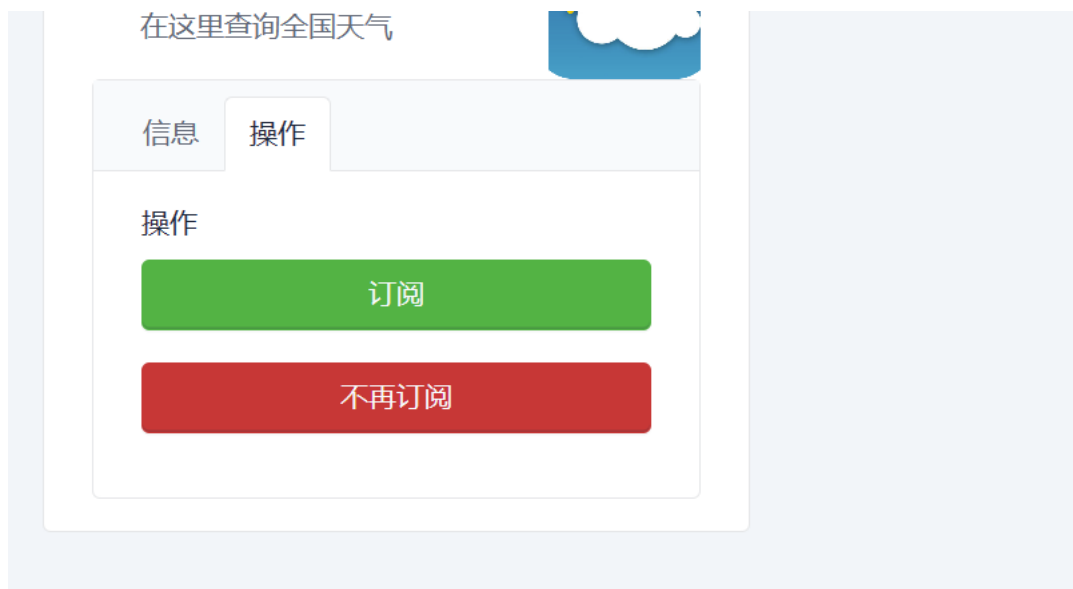 在这里查询全国天气
信息 操作
操作
订阅
不再订阅